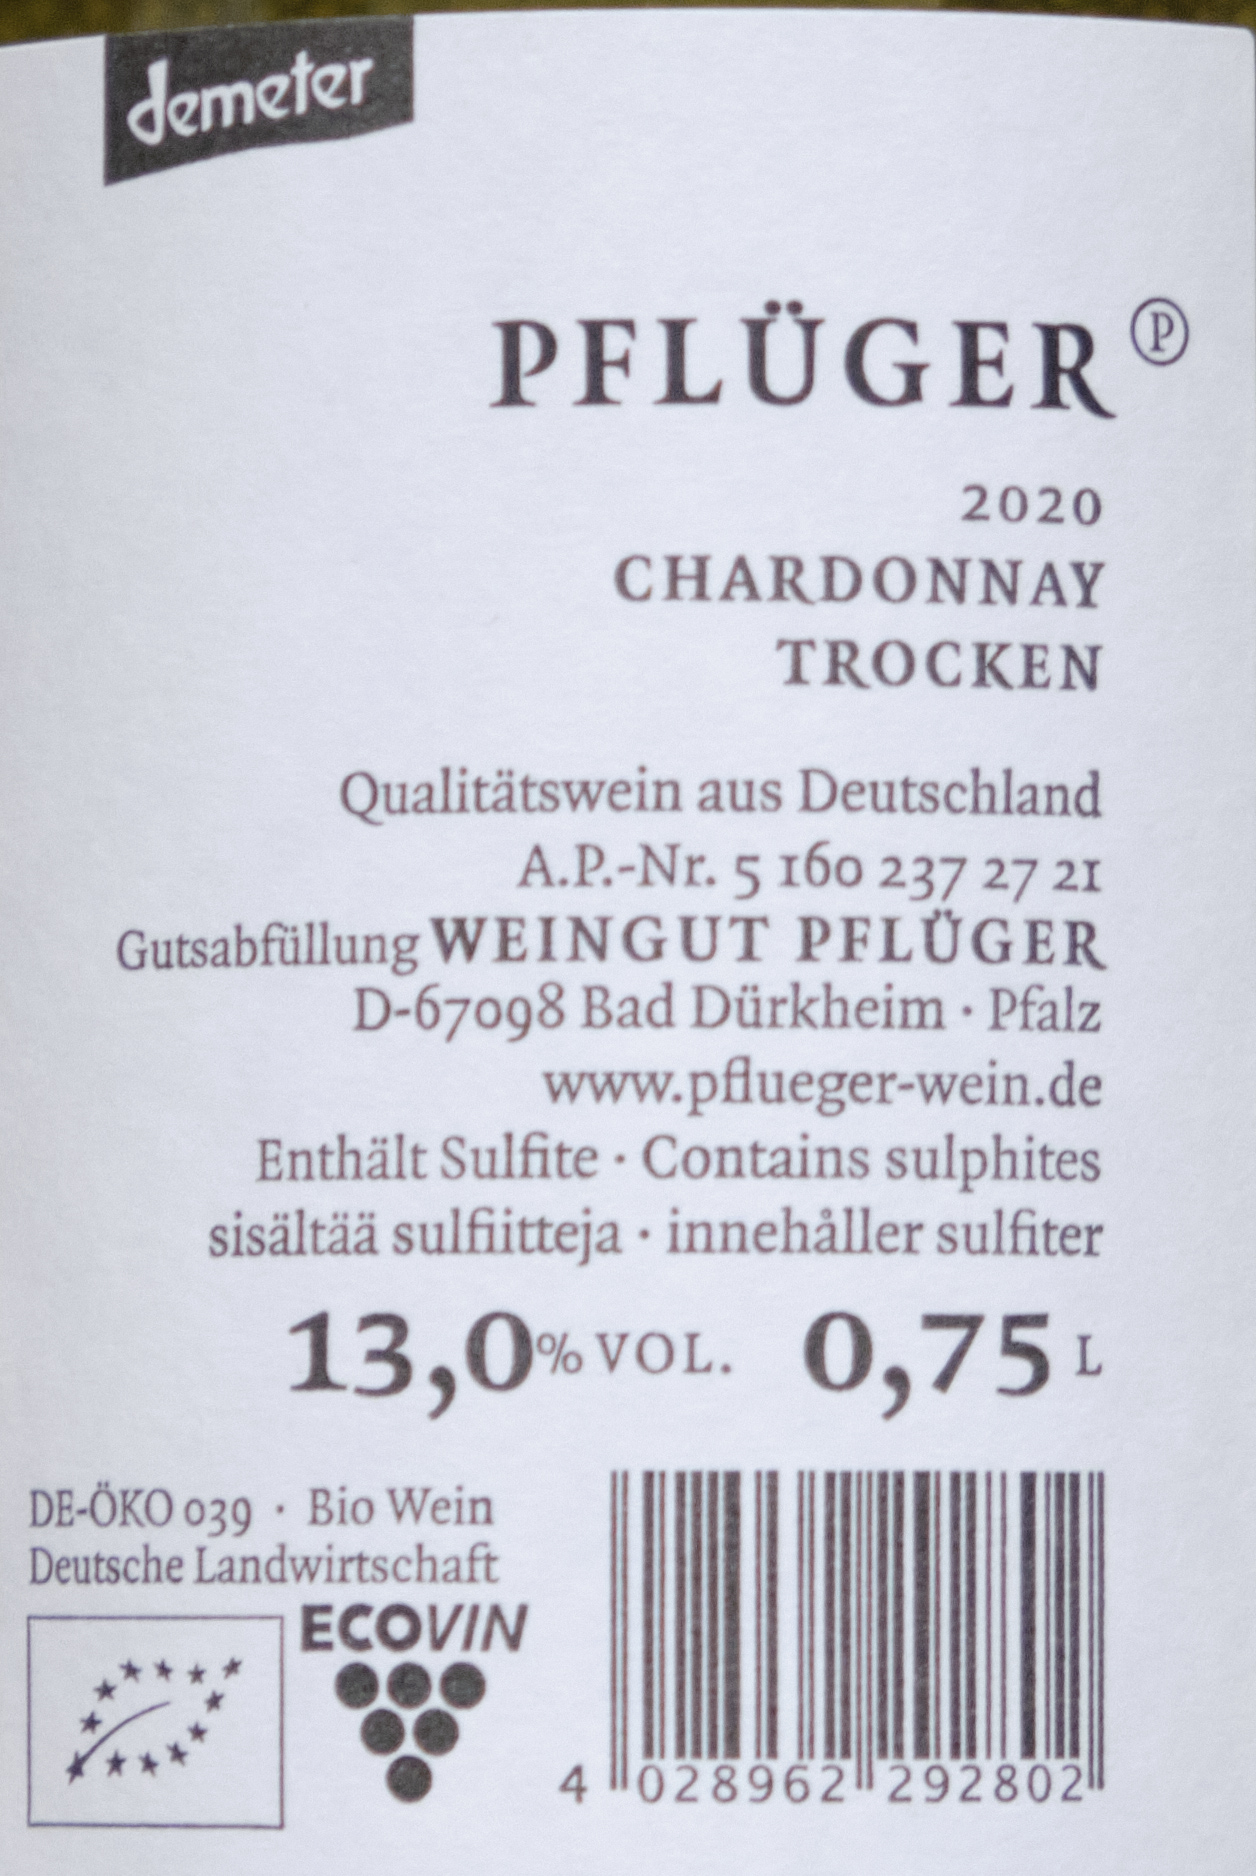 demeter
PFLÜGER Ⓟ
2020
CHARDONNAY
TROCKEN
Qualitätswein aus Deutschland
A.P.-Nr. 5 160 237 27 21
Gutsabfüllung WEINGUT PFLÜGER
D-67098 Bad Dürkheim · Pfalz
www.pflueger-wein.de
Enthält Sulfite · Contains sulphites
sisältää sulfiitteja · innehåller sulfiter
13,0% VOL. 0,75 L
DE-ÖKO 039 · Bio Wein
Deutsche Landwirtschaft
ECOVIN
4 028962 292802